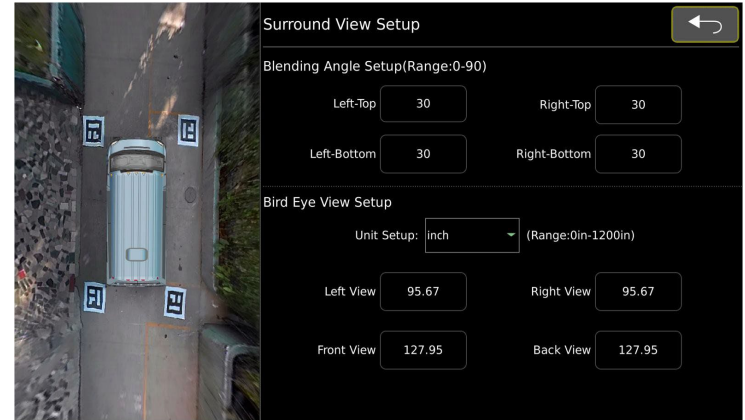 Surround View Setup
Blending Angle Setup(Range:0-90)
Left-Top 30 Right-Top 30
Left-Bottom 30 Right-Bottom 30
Bird Eye View Setup
Unit Setup: inch (Range:0in-1200in)
Left View 95.67 Right View 95.67
Front View 127.95 Back View 127.95